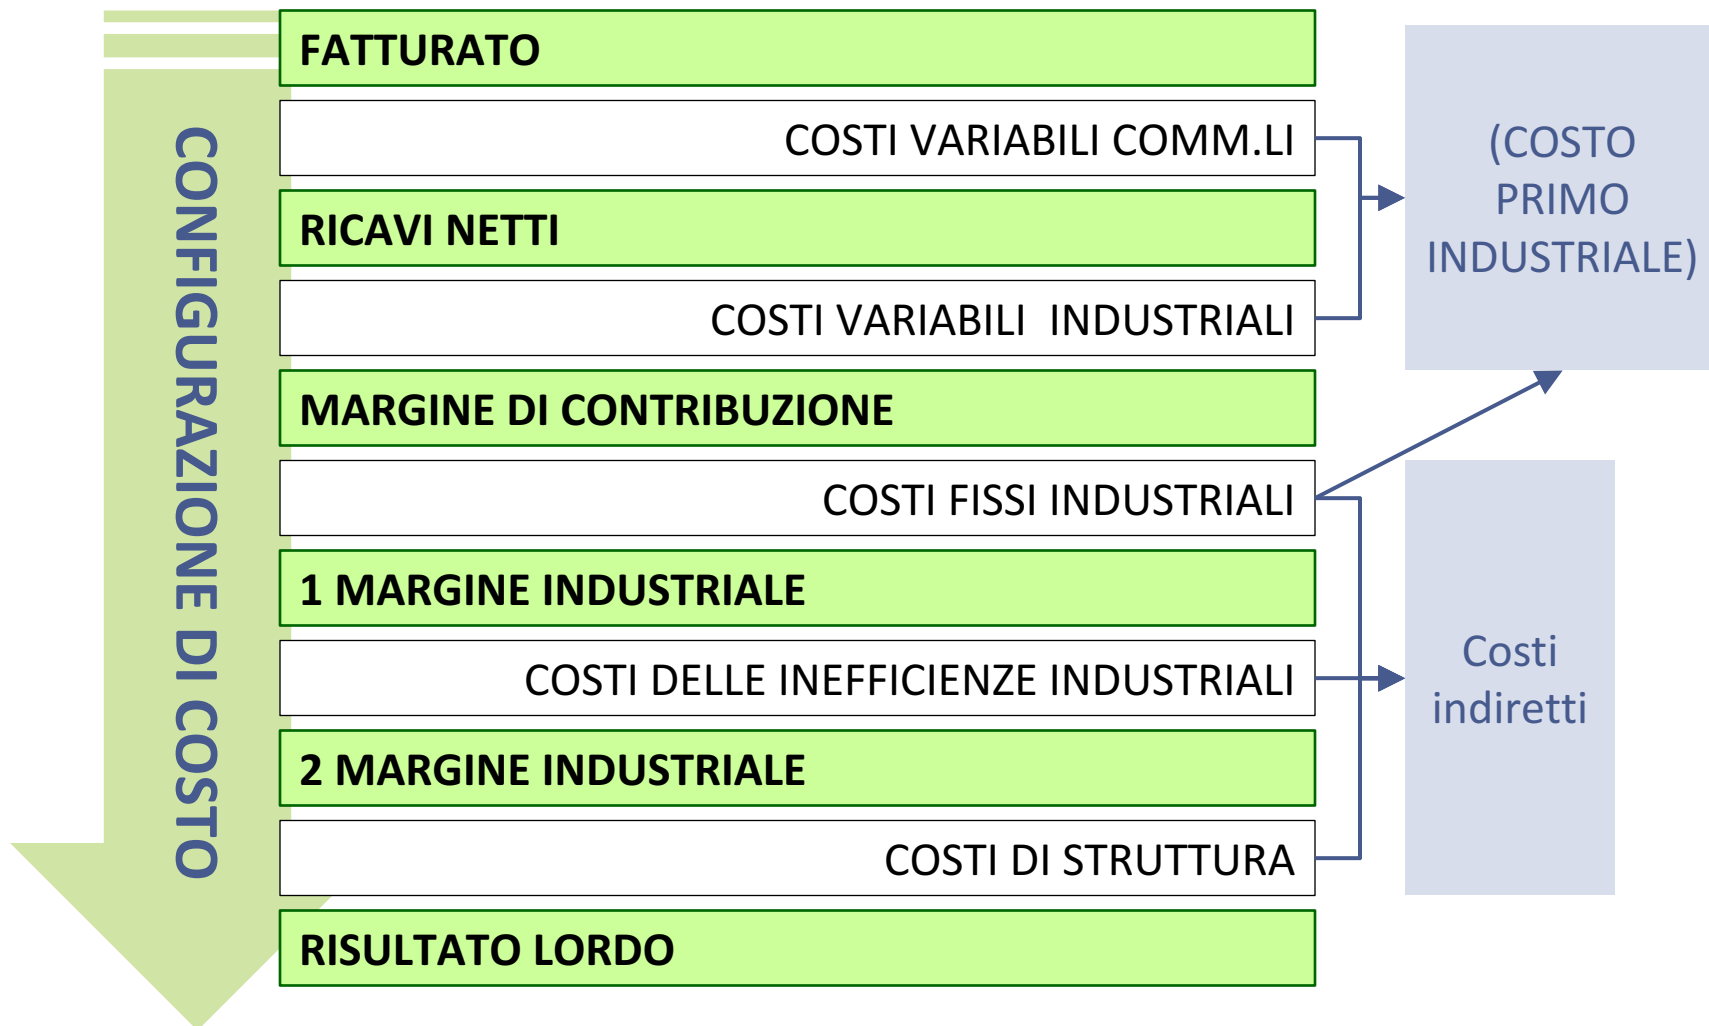 CONFIGURAZIONE DI COSTO
FATTURATO
COSTI VARIABILI COMM.LI
RICAVI NETTI
COSTI VARIABILI  INDUSTRIALI
MARGINE DI CONTRIBUZIONE
COSTI FISSI INDUSTRIALI
1 MARGINE INDUSTRIALE
COSTI DELLE INEFFICIENZE INDUSTRIALI
2 MARGINE INDUSTRIALE
COSTI DI STRUTTURA
RISULTATO LORDO
(COSTO
PRIMO
INDUSTRIALE)
Costi
indiretti